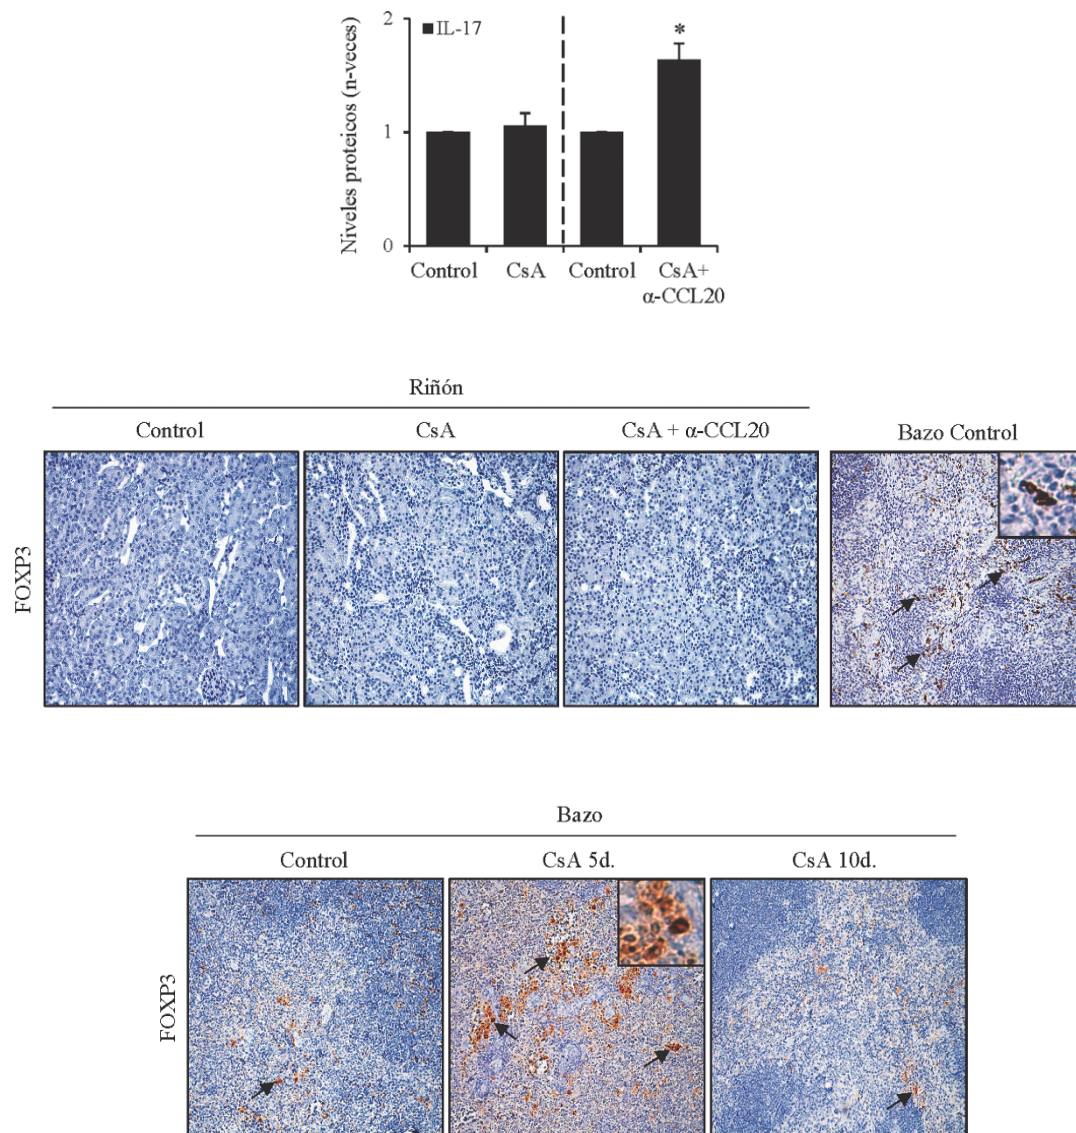 2
IL-17
*
Niveles proteicos (n-veces)
1
0
Control
CsA
Control
CsA+
α-CCL20
Riñón
Control
CsA
CsA + α-CCL20
Bazo Control
FOXP3
Bazo
Control
CsA 5d.
CsA 10d.
FOXP3